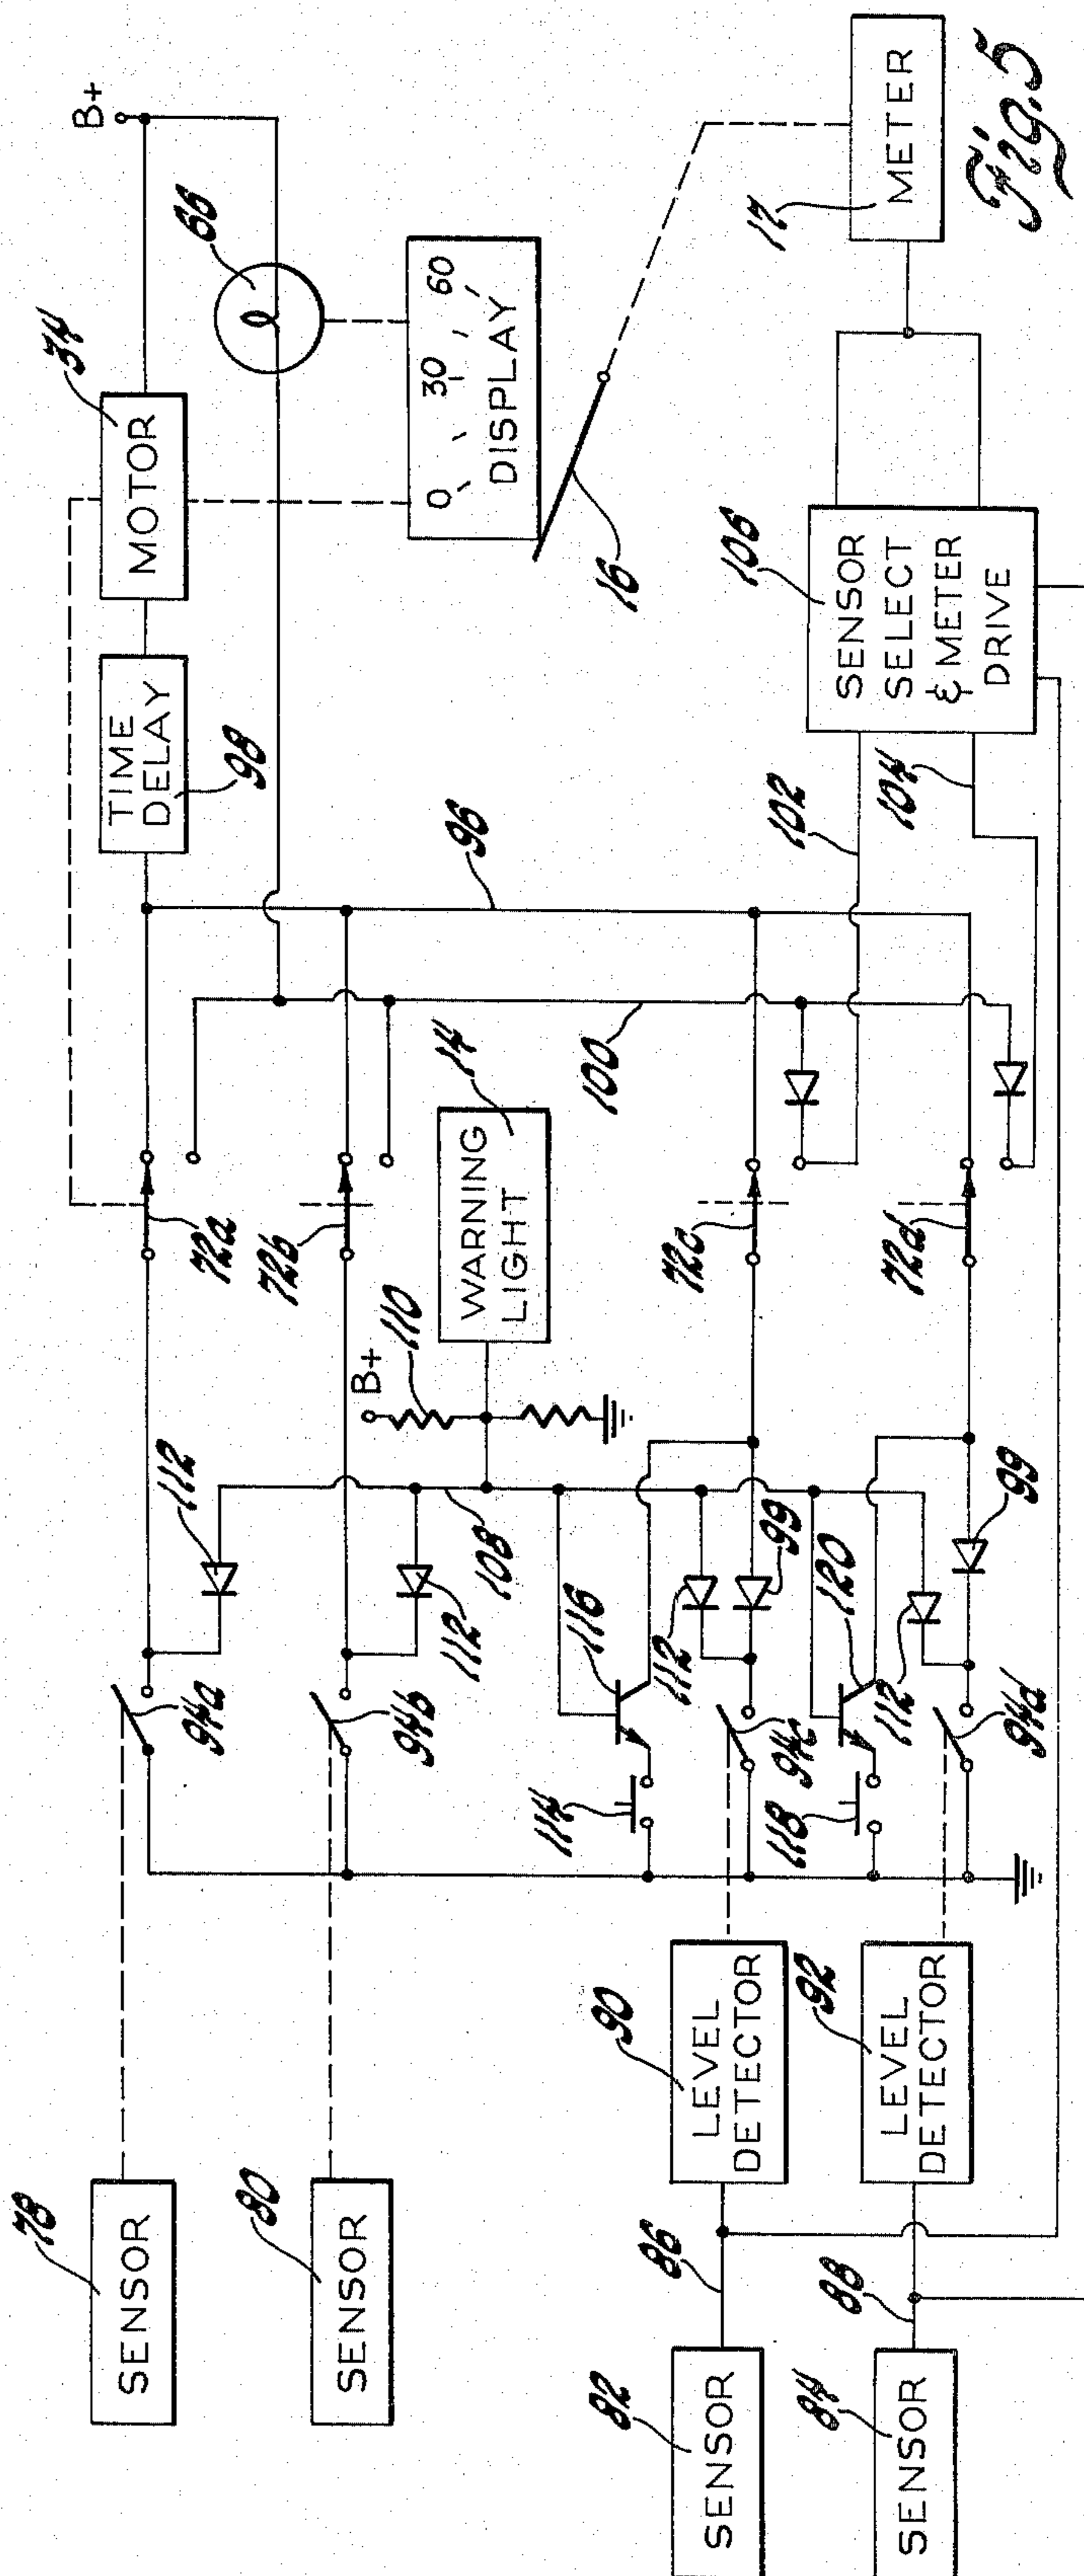 B+
66
34
MOTOR
TIME
DELAY
98
0 30 60
DISPLAY
16
17
METER
Fig. 5
106
SENSOR
SELECT
& METER
DRIVE
102
104
96
100
14
WARNING
LIGHT
72a
72b
72c
72d
B+
110
112
108
112
116
112
99
120
112
99
94a
94b
114
94c
118
94d
90
LEVEL
DETECTOR
92
LEVEL
DETECTOR
78
SENSOR
80
SENSOR
86
88
82
SENSOR
84
SENSOR